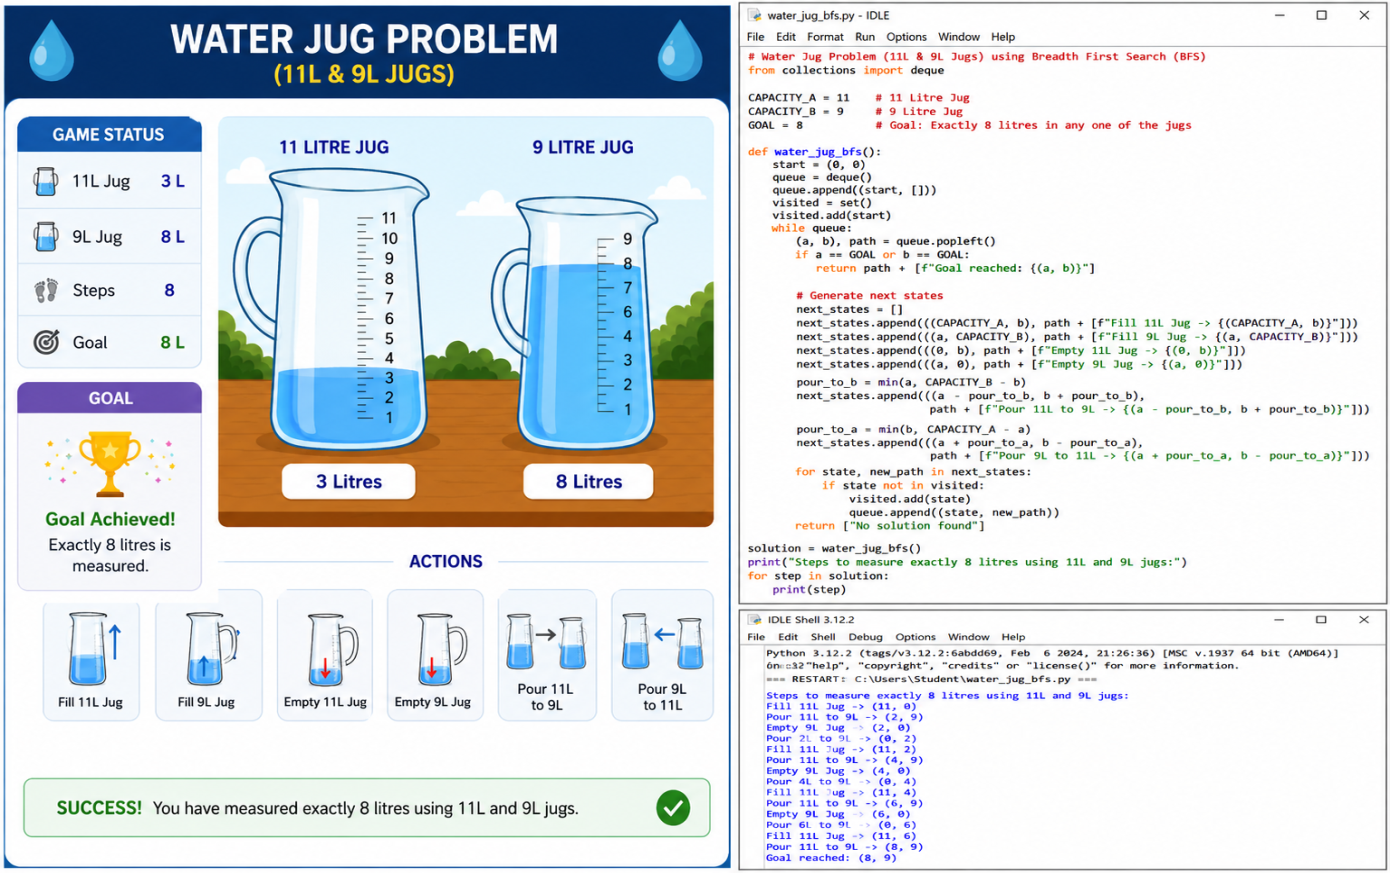 WATER JUG PROBLEM
(11L & 9L JUGS)
GAME STATUS
11L Jug 3 L
9L Jug 8 L
Steps 8
Goal 8 L
GOAL
Goal Achieved!
Exactly 8 litres is
measured.
11 LITRE JUG
11
10
9
8
7
6
5
4
3
2
1
3 Litres
9 LITRE JUG
9
8
7
6
4
3
2
1
8 Litres
ACTIONS
Fill 11L Jug
Fill 9L Jug
Empty 11L Jug
Empty 9L Jug
Pour 11L
to 9L
Pour 9L
to 11L
SUCCESS! You have measured exactly 8 litres using 11L and 9L jugs.
water_jug_bfs.py - IDLE
File Edit Format Run Options Window Help
# Water Jug Problem (11L & 9L Jugs) using Breadth First Search (BFS)
from collections import deque
CAPACITY_A = 11 # 11 Litre Jug
CAPACITY_B = 9 # 9 Litre Jug
GOAL = 8 # Goal: Exactly 8 litres in any one of the jugs
def water_jug_bfs():
start = (0, 0)
queue = deque()
queue.append((start, []))
visited = set()
visited.add(start)
while queue:
(a, b), path = queue.popleft()
if a == GOAL or b == GOAL:
return path + [f"Goal reached: {(a, b)}"]
# Generate next states
next_states = []
next_states.append(((CAPACITY_A, b), path + [f"Fill 11L Jug -> {(CAPACITY_A, b)}"]))
next_states.append(((a, CAPACITY_B), path + [f"Fill 9L Jug -> {(a, CAPACITY_B)}"]))
next_states.append(((0, b), path + [f"Empty 11L Jug -> {(0, b)}"]))
next_states.append(((a, 0), path + [f"Empty 9L Jug -> {(a, 0)}"]))
pour_to_b = min(a, CAPACITY_B - b)
next_states.append(((a - pour_to_b, b + pour_to_b),
path + [f"Pour 11L to 9L -> {(a - pour_to_b, b + pour_to_b)}"]))
pour_to_a = min(b, CAPACITY_A - a)
next_states.append(((a + pour_to_a, b - pour_to_a),
path + [f"Pour 9L to 11L -> {(a + pour_to_a, b - pour_to_a)}"]))
for state, new_path in next_states:
if state not in visited:
visited.add(state)
queue.append((state, new_path))
return ["No solution found"]
solution = water_jug_bfs()
print("Steps to measure exactly 8 litres using 11L and 9L jugs:")
for step in solution:
print(step)
IDLE Shell 3.12.2
File Edit Shell Debug Options Window Help
Python 3.12.2 (tags/v3.12.2:6abdd69, Feb 6 2024, 21:26:36) [MSC v.1937 64 bit (AMD64)]
"help", "copyright", "credits" or "license()" for more information.
=== RESTART: C:\Users\Student\water_jug_bfs.py ===
Steps to measure exactly 8 litres using 11L and 9L jugs:
Fill 11L Jug -> (11, 0)
Pour 11L to 9L -> (2, 9)
Empty 9L Jug -> (2, 0)
Pour 2L to 9L -> (0, 2)
Fill 11L Jug -> (11, 2)
Pour 11L to 9L -> (4, 9)
Empty 9L Jug -> (4, 0)
Pour 4L to 9L -> (0, 4)
Fill 11L Jug -> (11, 4)
Pour 11L to 9L -> (6, 9)
Empty 9L Jug -> (6, 0)
Pour 6L to 9L -> (0, 6)
Fill 11L Jug -> (11, 6)
Pour 11L to 9L -> (8, 9)
Goal reached: (8, 9)